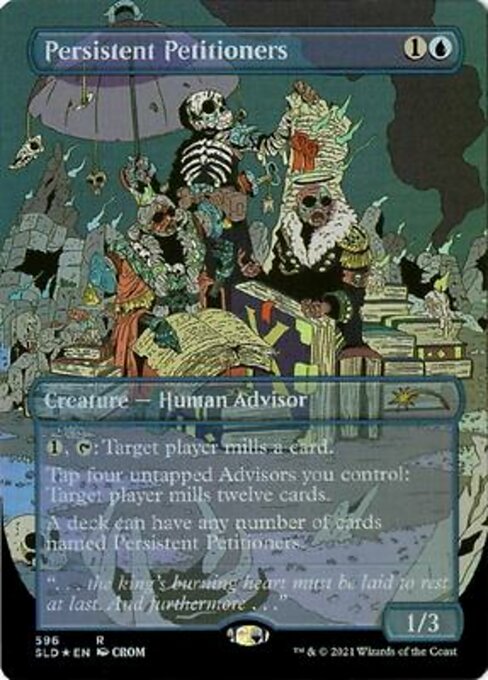 Persistent Petitioners 1
Creature — Human Advisor
1, : Target player mills a card.
Tap four untapped Advisors you control:
Target player mills twelve cards.
A deck can have any number of cards
named Persistent Petitioners.
“. . . the king's burning heart must be laid to rest
at last. And furthermore . . .”
1/3
596 R
SLD ★ EN CROM
™ & © 2021 Wizards of the Coast